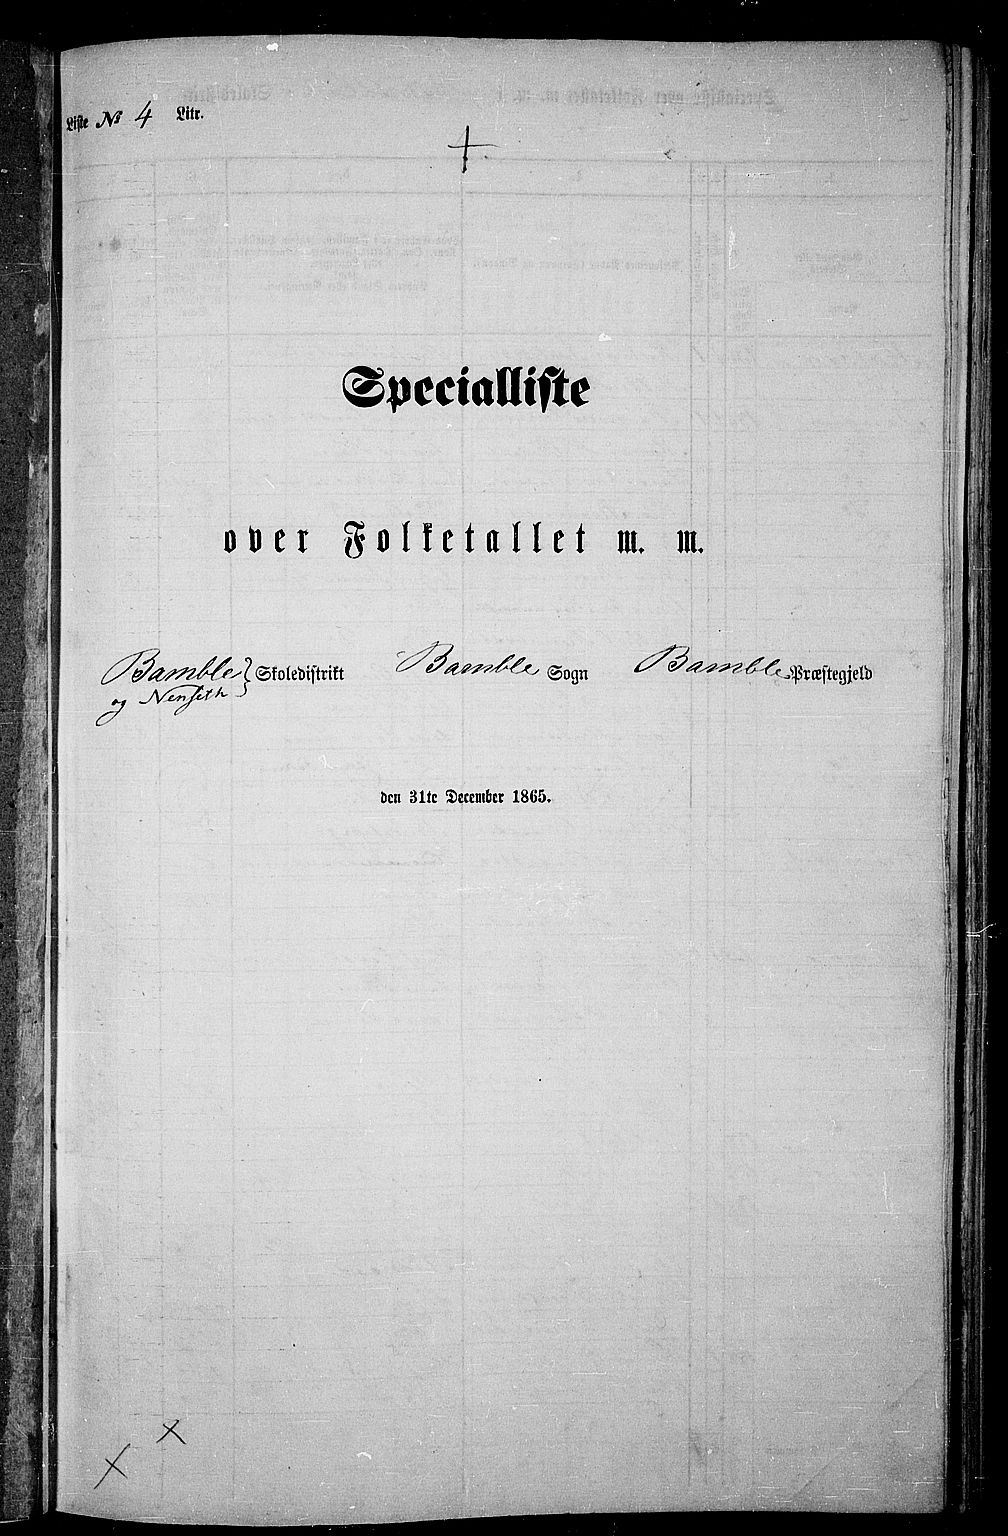 Liste № 4 Litr.
Specialliste
over Folketallet m. m.
Bamble og Nenseth } Skoledistrikt Bamble Sogn Bamble Præstegjeld
den 31te December 1865.